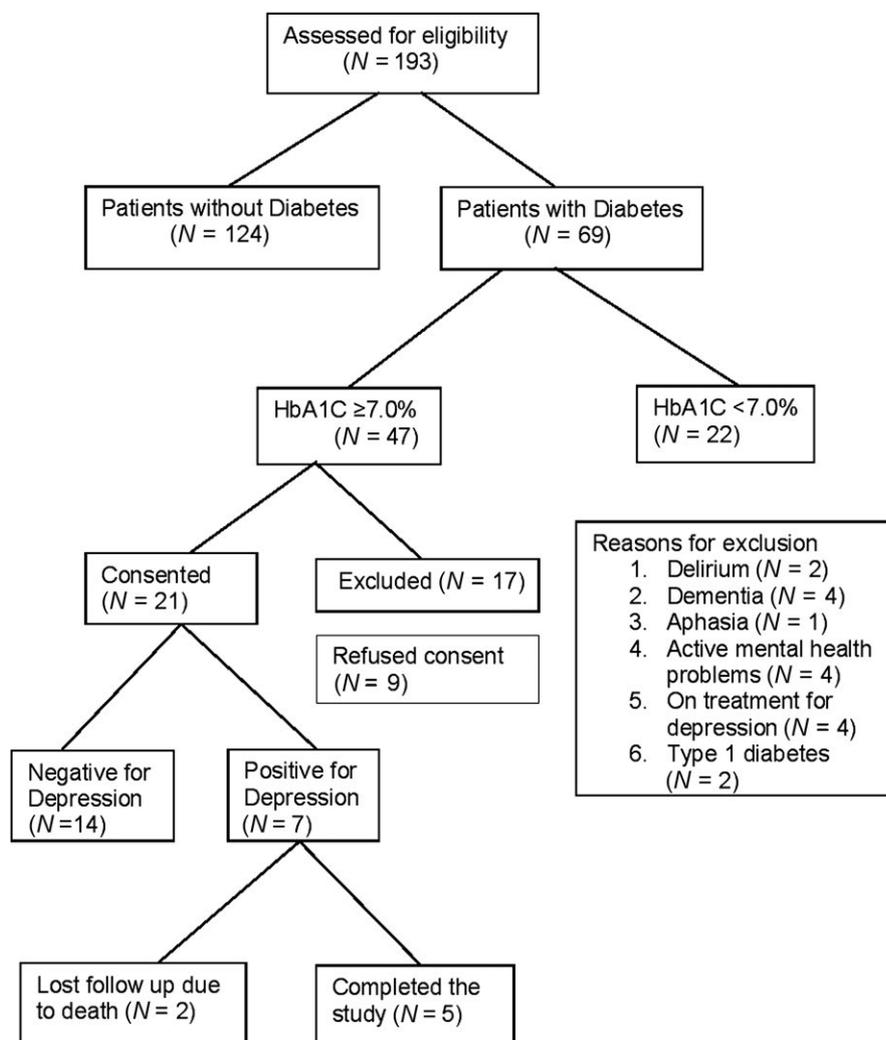 Assessed for eligibility
(N = 193)
Patients without Diabetes
(N = 124)
Patients with Diabetes
(N = 69)
HbA1C ≥7.0%
(N = 47)
HbA1C <7.0%
(N = 22)
Consented
(N = 21)
Excluded (N = 17)
Refused consent
(N = 9)
Reasons for exclusion
1. Delirium (N = 2)
2. Dementia (N = 4)
3. Aphasia (N = 1)
4. Active mental health
problems (N = 4)
5. On treatment for
depression (N = 4)
6. Type 1 diabetes
(N = 2)
Negative for
Depression
(N =14)
Positive for
Depression
(N = 7)
Lost follow up due
to death (N = 2)
Completed the
study (N = 5)